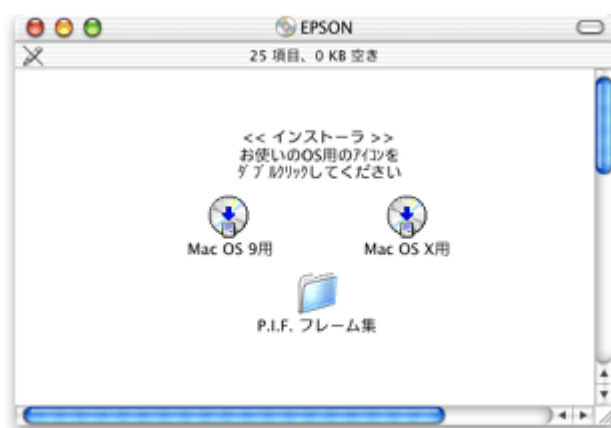 EPSON
25 項目、0 KB 空き
<< インストーラ >>
お使いのOS用のｱｲｺﾝを
ﾀﾞﾌﾞﾙｸﾘｯｸしてください
Mac OS 9用
Mac OS X用
P.I.F. フレーム集